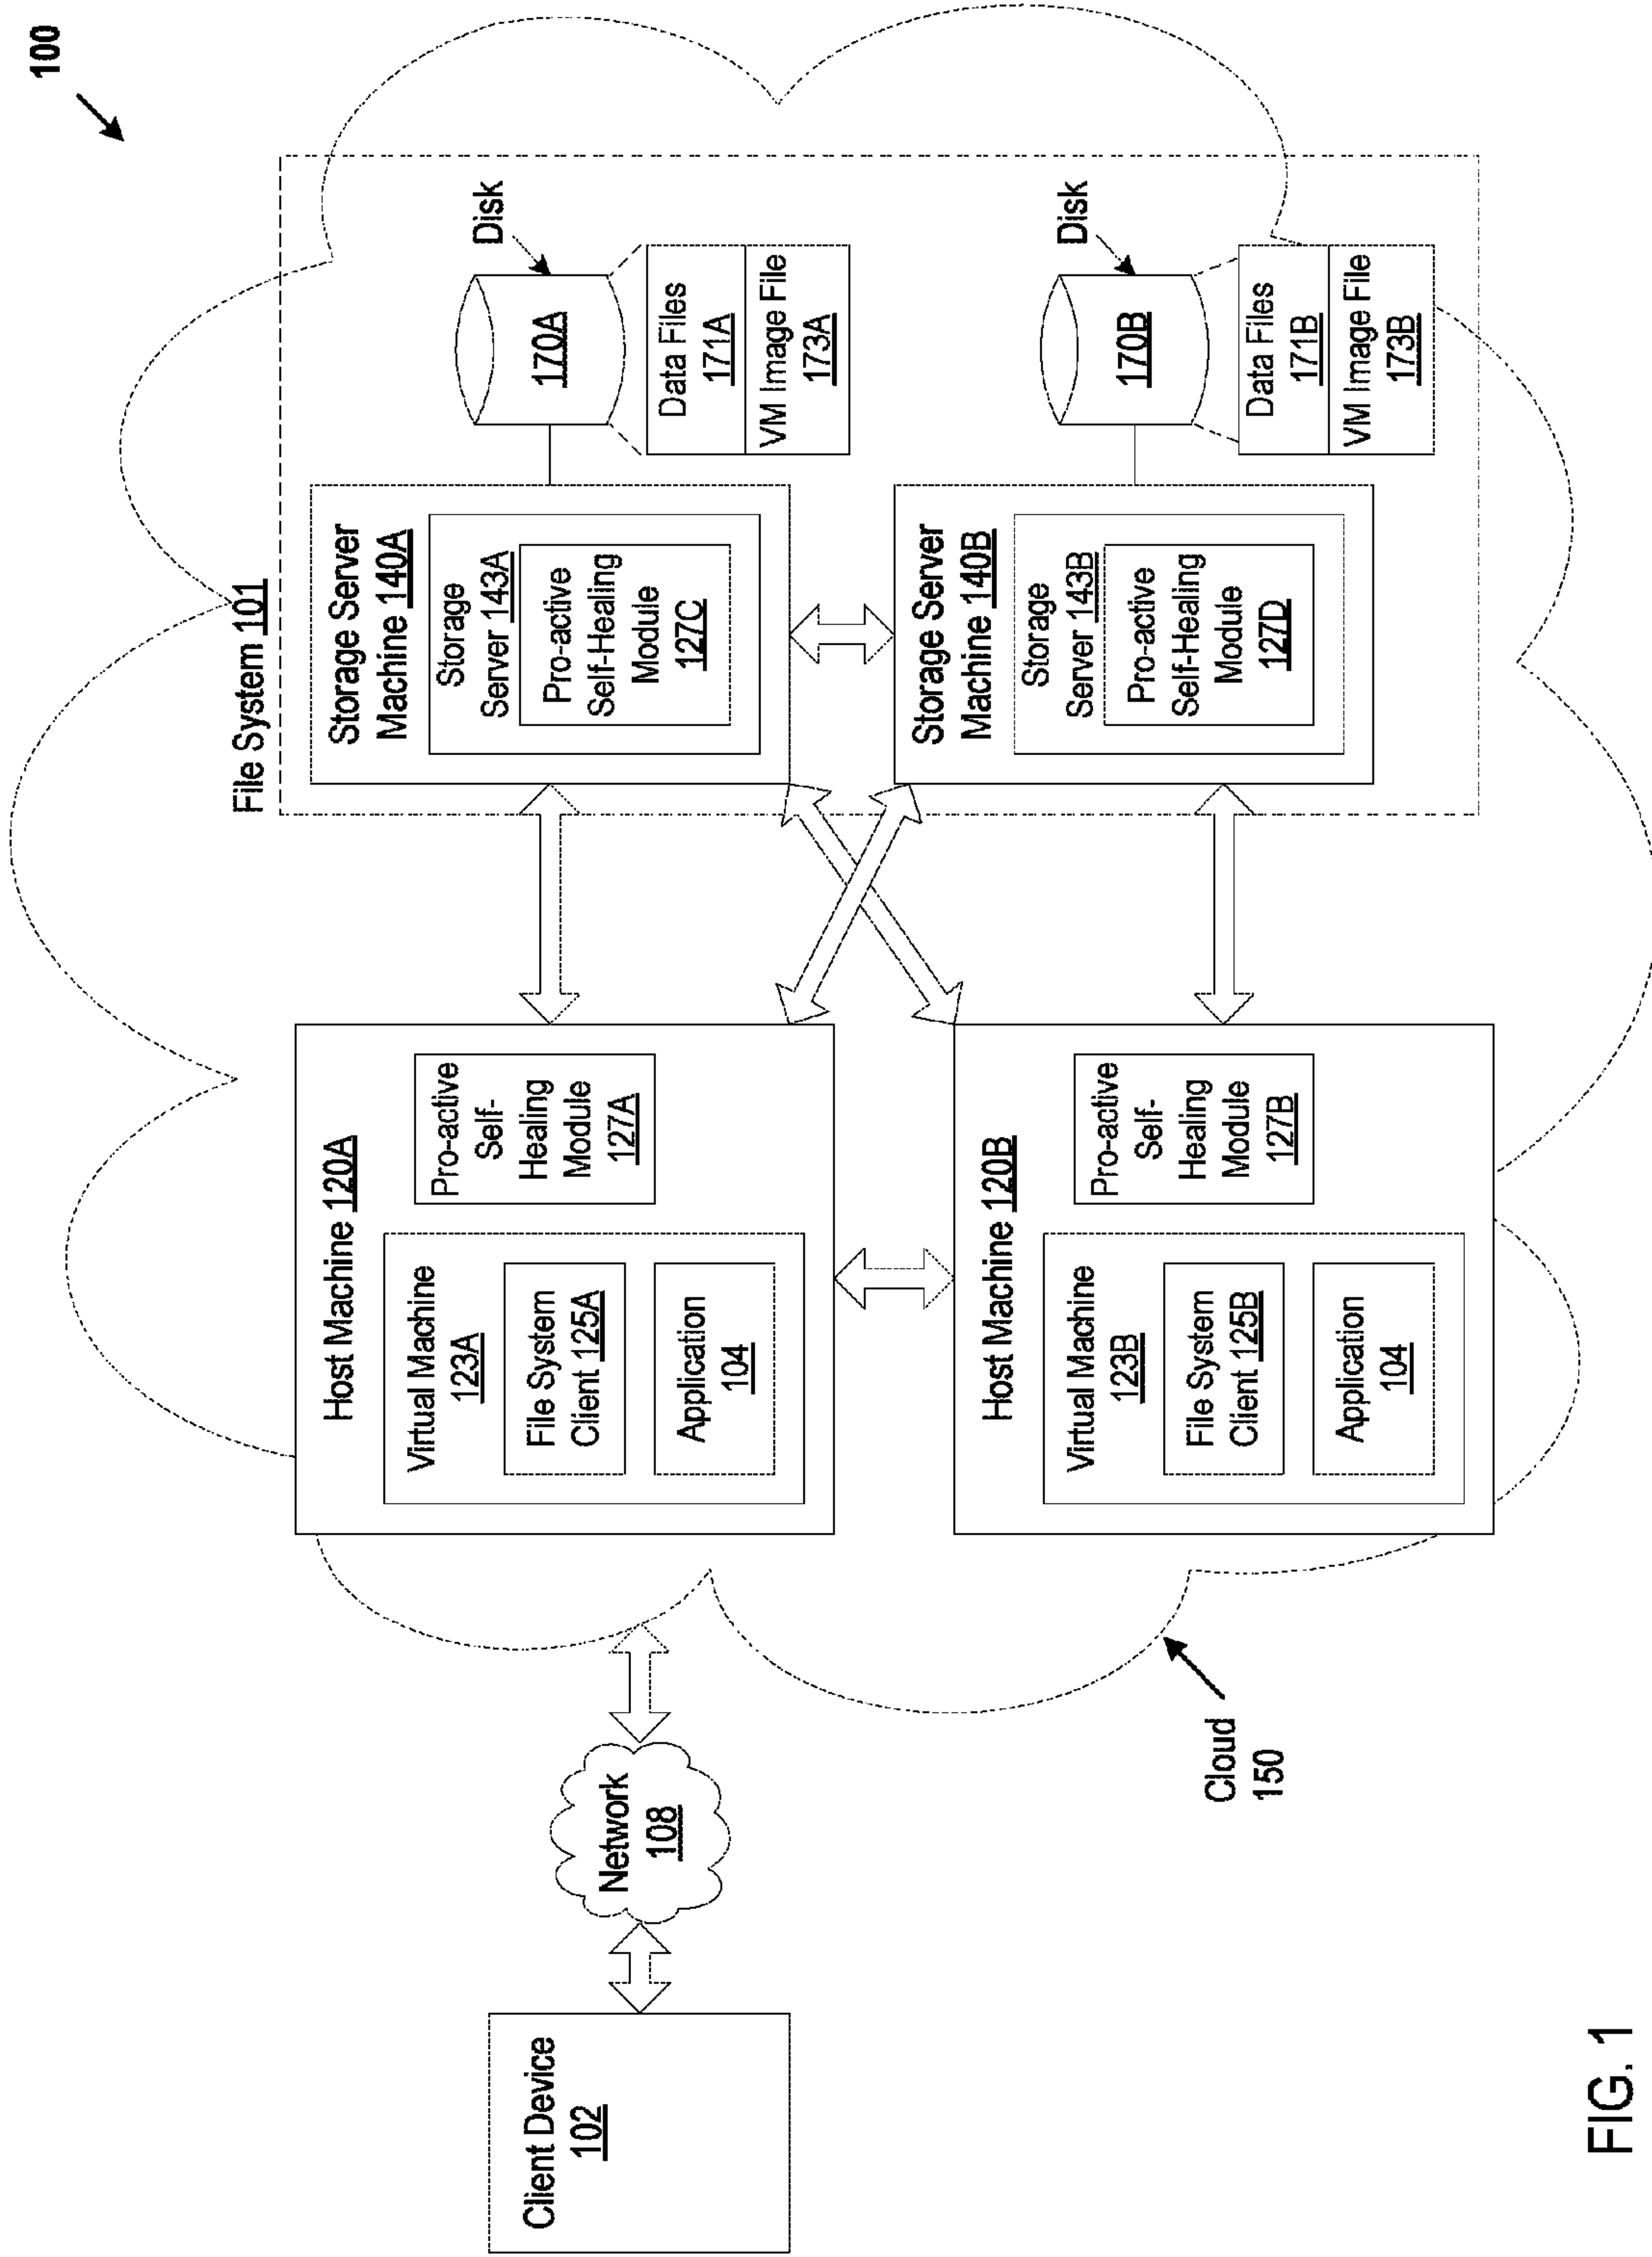 100
File System 101
Client Device
102
Network
108
Cloud
150
Host Machine 120A
Virtual Machine
123A
File System
Client 125A
Application
104
Pro-active
Self-
Healing
Module
127A
Host Machine 120B
Virtual Machine
123B
File System
Client 125B
Application
104
Pro-active
Self-
Healing
Module
127B
Storage Server
Machine 140A
Storage
Server 143A
Pro-active
Self-Healing
Module
127C
Disk
170A
Data Files
171A
VM Image File
173A
Storage Server
Machine 140B
Storage
Server 143B
Pro-active
Self-Healing
Module
127D
Disk
170B
Data Files
171B
VM Image File
173B
FIG. 1